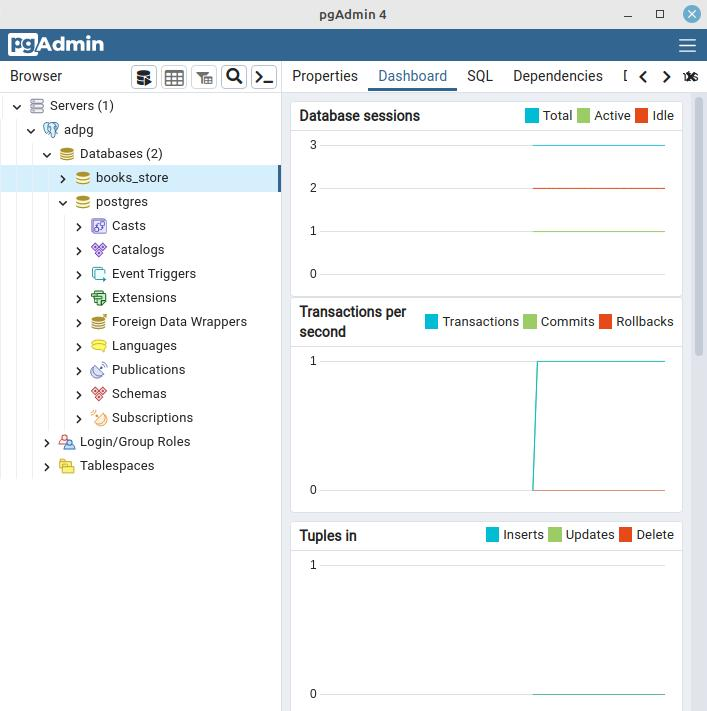 pgAdmin 4
pgAdmin
Browser
Properties Dashboard SQL Dependencies
Servers (1)
adpg
Databases (2)
books_store
postgres
Casts
Catalogs
Event Triggers
Extensions
Foreign Data Wrappers
Languages
Publications
Schemas
Subscriptions
Login/Group Roles
Tablespaces
Database sessions
Total Active Idle
3
2
1
0
Transactions per
second
Transactions Commits Rollbacks
1
0
Tuples in
Inserts Updates Delete
1
0